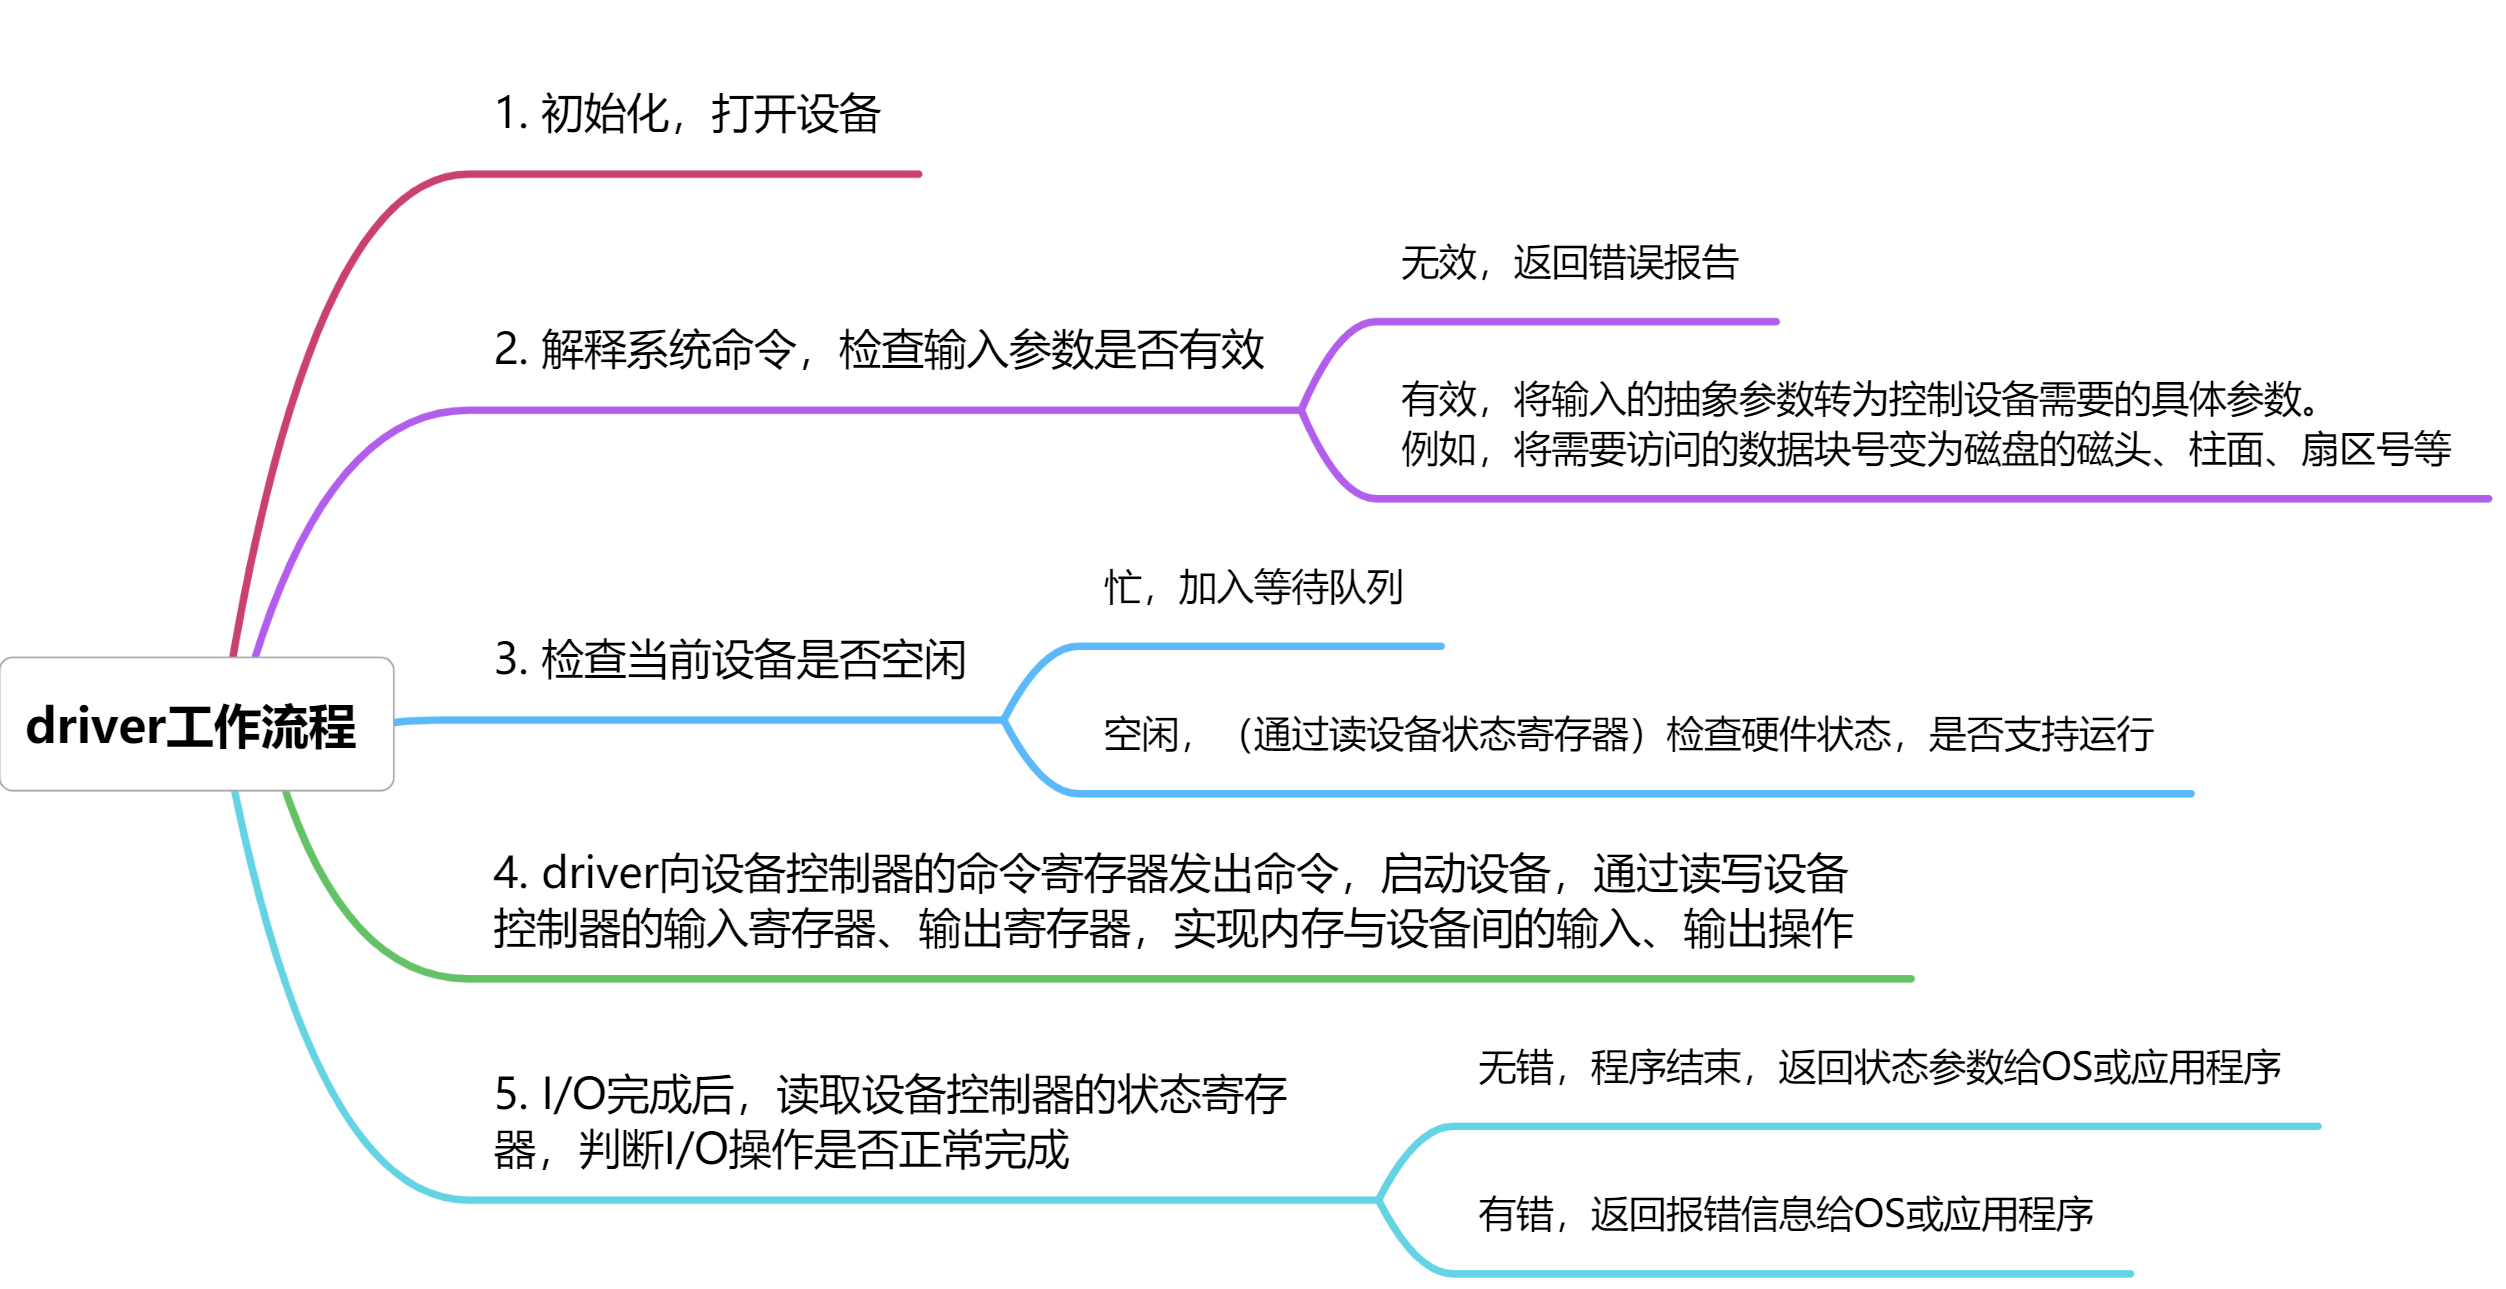 1. 初始化，打开设备
无效，返回错误报告
2. 解释系统命令，检查输入参数是否有效
有效，将输入的抽象参数转为控制设备需要的具体参数。
例如，将需要访问的数据块号变为磁盘的磁头、柱面、扇区号等
忙，加入等待队列
3. 检查当前设备是否空闲
driver工作流程
空闲，（通过读设备状态寄存器）检查硬件状态，是否支持运行
4. driver向设备控制器的命令寄存器发出命令，启动设备，通过读写设备
控制器的输入寄存器、输出寄存器，实现内存与设备间的输入、输出操作
无错，程序结束，返回状态参数给OS或应用程序
5. I/O完成后，读取设备控制器的状态寄存
器，判断I/O操作是否正常完成
有错，返回报错信息给OS或应用程序